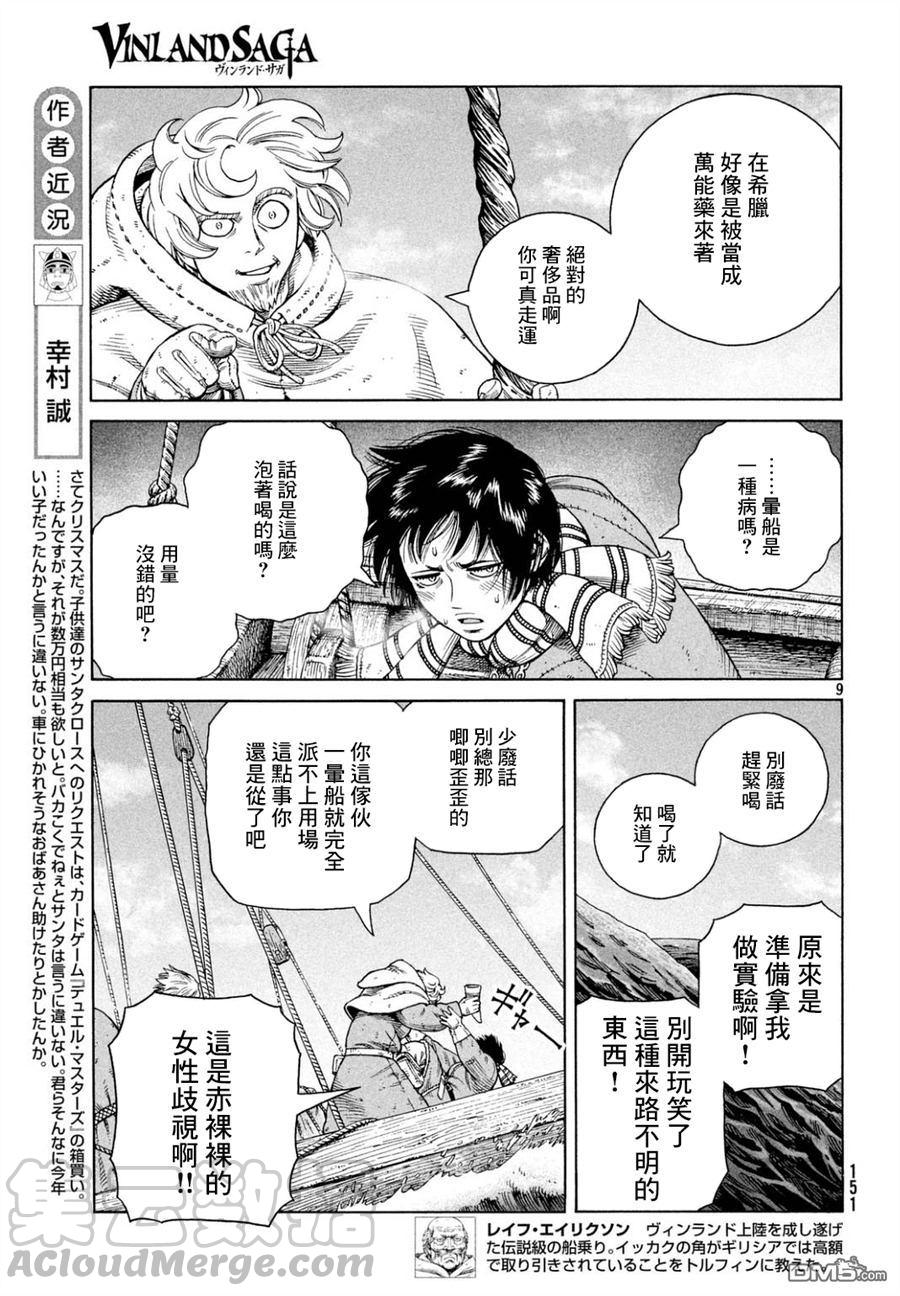 VINLAND SAGA
ヴィンランド・サガ
在希臘
好像是被當成
萬能藥來著
絕對的
奢侈品啊
你可真走運
……暈船是
一種病嗎？
話說是這麼
泡著喝的嗎？
用量
沒錯的吧？
9
別廢話
趕緊喝
喝了就
知道了
原來是
準備拿我
做實驗啊！
別開玩笑了
這種來路不明的
東西！
少廢話
別總那
唧唧歪歪的
你這傢伙
一暈船就完全
派不上用場
這點事你
還是從了吧
ギャー
這是赤裸裸的
女性歧視啊!!
作者近況
幸村誠
さてクリスマスだ。子供達のサンタクロースへのリクエストは、カードゲーム『デュエル・マスターズ』の箱買い。
……なんですが、それが数万円相当も欲しいと。バカこくでねぇとサンタは言うに違いない。君らそんなに今年
いい子だったんかと言うに違いない。車にひかれそうなおばあさん助けたりとかしたんか。
レイフ・エイリクソン　ヴィンランド上陸を成し遂げ
た伝説級の船乗り。イッカクの角がギリシアでは高額
で取り引きされていることをトルフィンに教えた。
151
集云数据
ACloudMerge.com
DM5.com